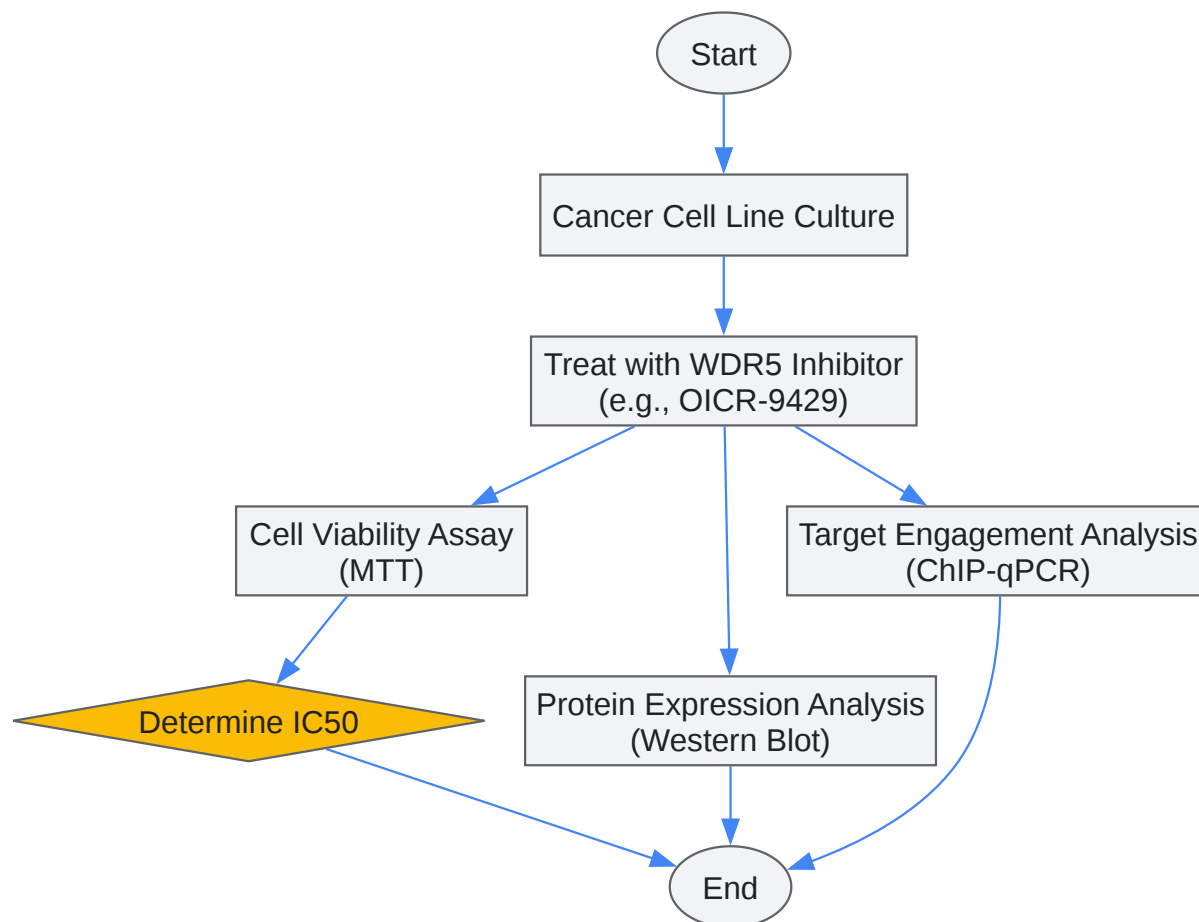 Start
Cancer Cell Line Culture
Treat with WDR5 Inhibitor
(e.g., OICR-9429)
Cell Viability Assay
(MTT)
Target Engagement Analysis
(ChIP-qPCR)
Determine IC50
Protein Expression Analysis
(Western Blot)
End